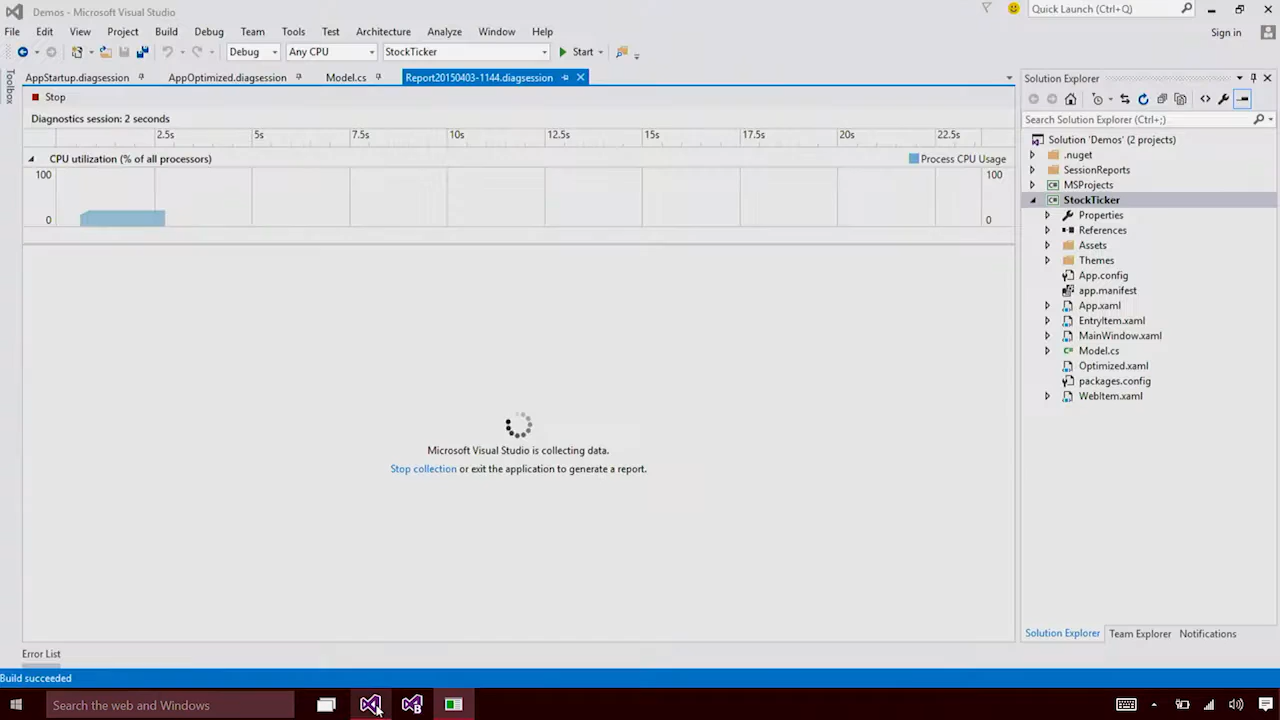 Demos - Microsoft Visual Studio
Quick Launch (Ctrl+Q)
File Edit View Project Build Debug Team Tools Test Architecture Analyze Window Help
Sign in
Debug Any CPU StockTicker Start
Toolbox
AppStartup.diagsession AppOptimized.diagsession Model.cs Report20150403-1144.diagsession
Stop
Diagnostics session: 2 seconds
2.5s 5s 7.5s 10s 12.5s 15s 17.5s 20s 22.5s
CPU utilization (% of all processors) Process CPU Usage
100 100
0 0
Microsoft Visual Studio is collecting data.
Stop collection or exit the application to generate a report.
Solution Explorer
Search Solution Explorer (Ctrl+;)
Solution 'Demos' (2 projects)
.nuget
SessionReports
MSProjects
StockTicker
Properties
References
Assets
Themes
App.config
app.manifest
App.xaml
EntryItem.xaml
MainWindow.xaml
Model.cs
Optimized.xaml
packages.config
WebItem.xaml
Solution Explorer Team Explorer Notifications
Error List
Build succeeded
Search the web and Windows